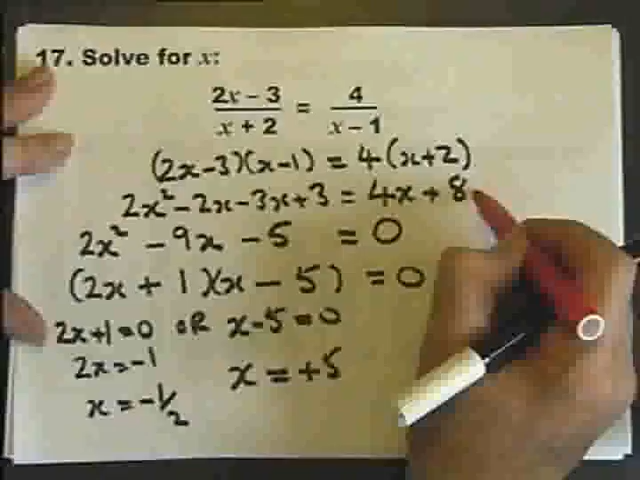 17. Solve for x:
2x – 3 / x + 2 = 4 / x – 1
(2x-3)(x-1) = 4(x+2)
2x² -2x -3x+3 = 4x + 8
2x² - 9x - 5 = 0
(2x + 1)(x - 5) = 0
2x+1=0 OR x-5=0
2x=-1
x = +5
x = -1/2